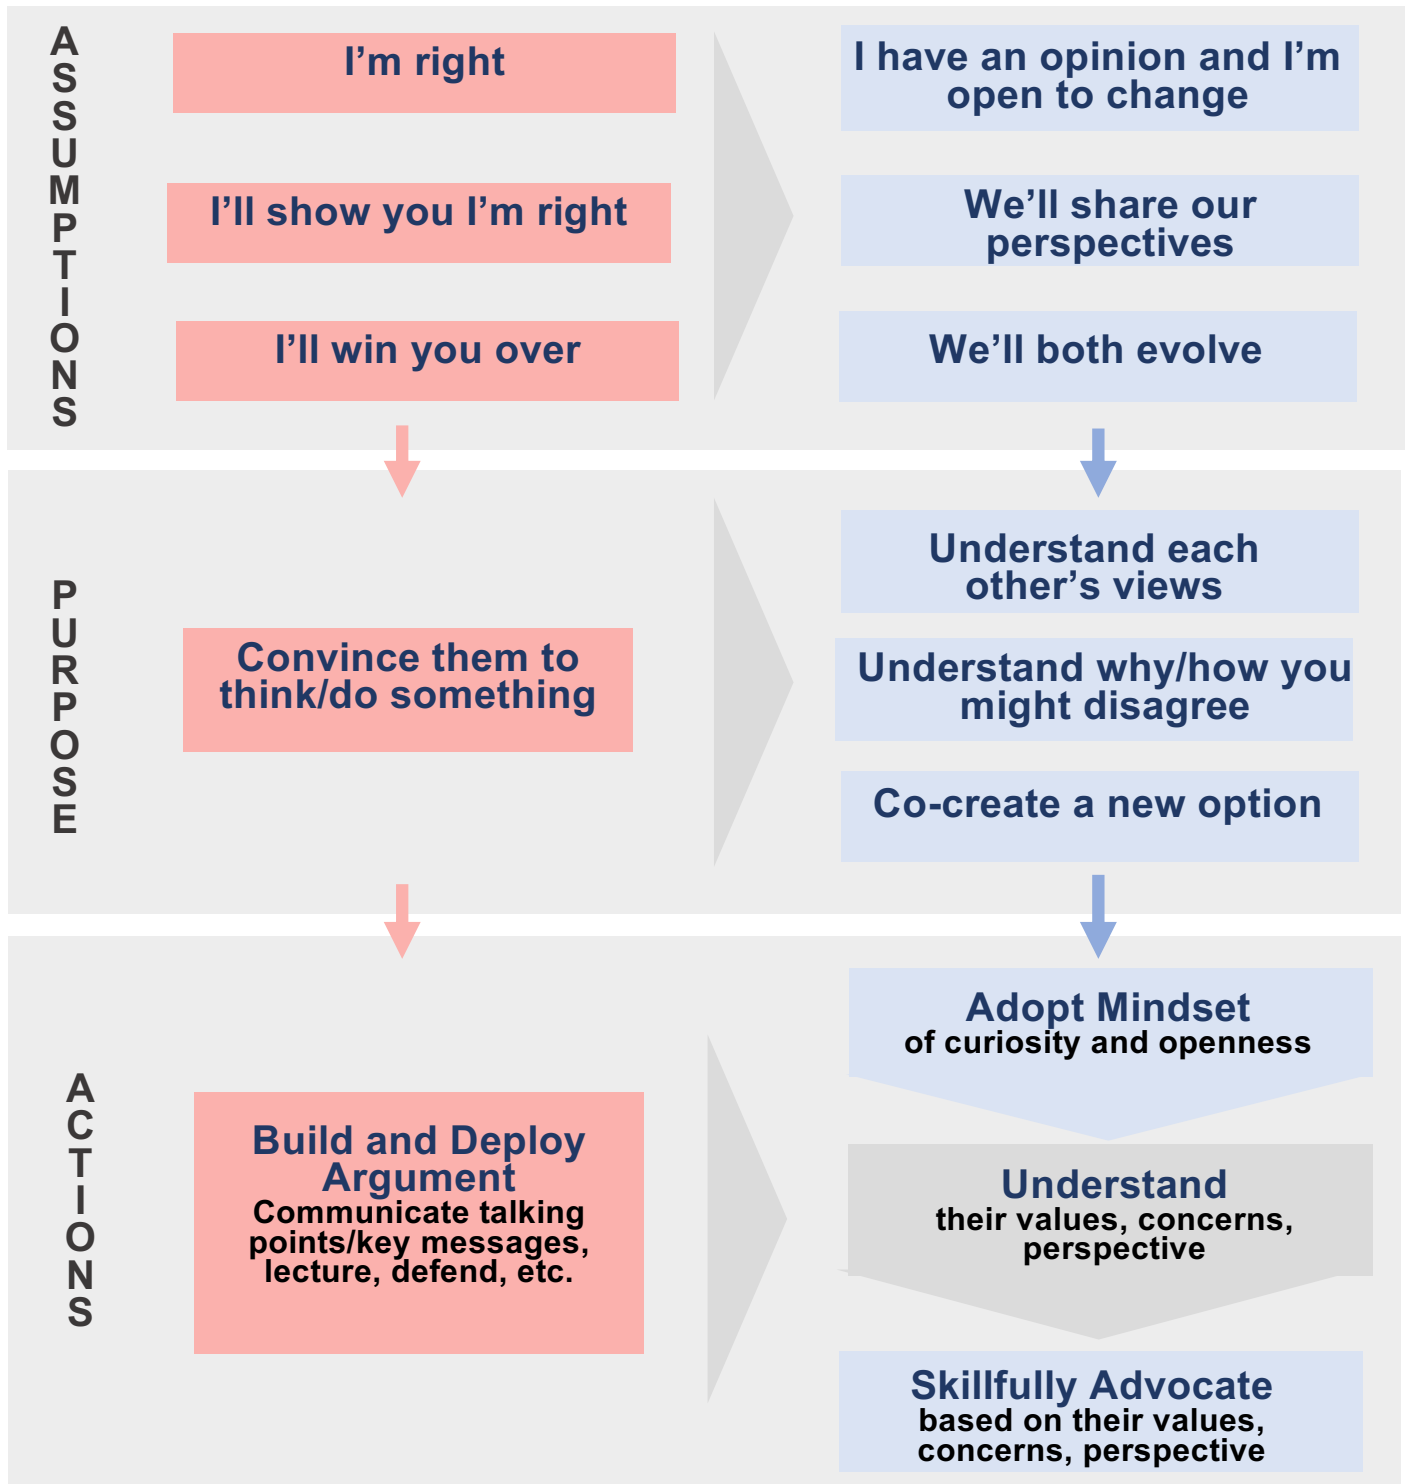 ASSUMPTIONS
I'm right
I'll show you I'm right
I'll win you over
I have an opinion and I'm
open to change
We'll share our
perspectives
We'll both evolve
PURPOSE
Convince them to
think/do something
Understand each
other's views
Understand why/how you
might disagree
Co-create a new option
ACTIONS
Build and Deploy
Argument
Communicate talking
points/key messages,
lecture, defend, etc.
Adopt Mindset
of curiosity and openness
Understand
their values, concerns,
perspective
Skillfully Advocate
based on their values,
concerns, perspective